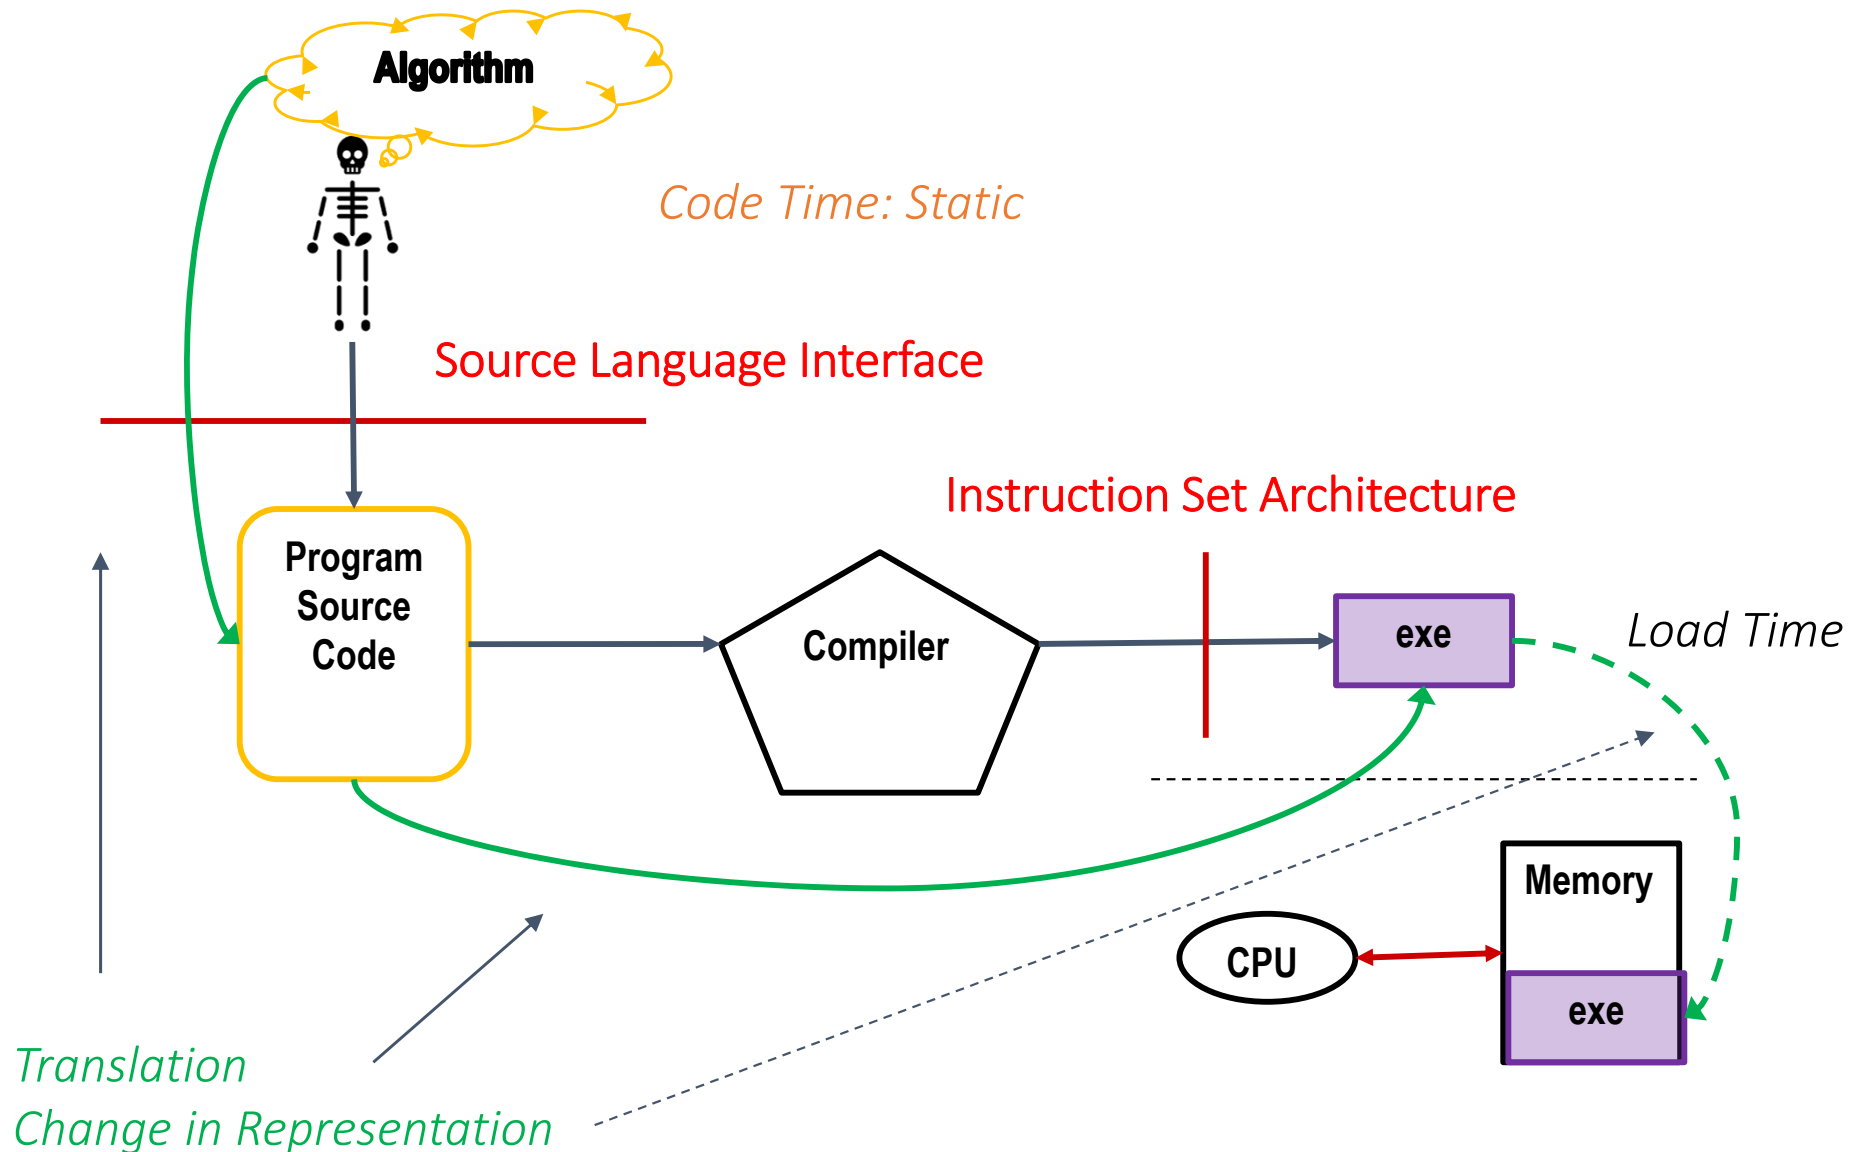 Algorithm
Code Time: Static
Source Language Interface
Instruction Set Architecture
Program
Source
Code
Compiler
exe
Load Time
Memory
CPU
exe
Translation
Change in Representation